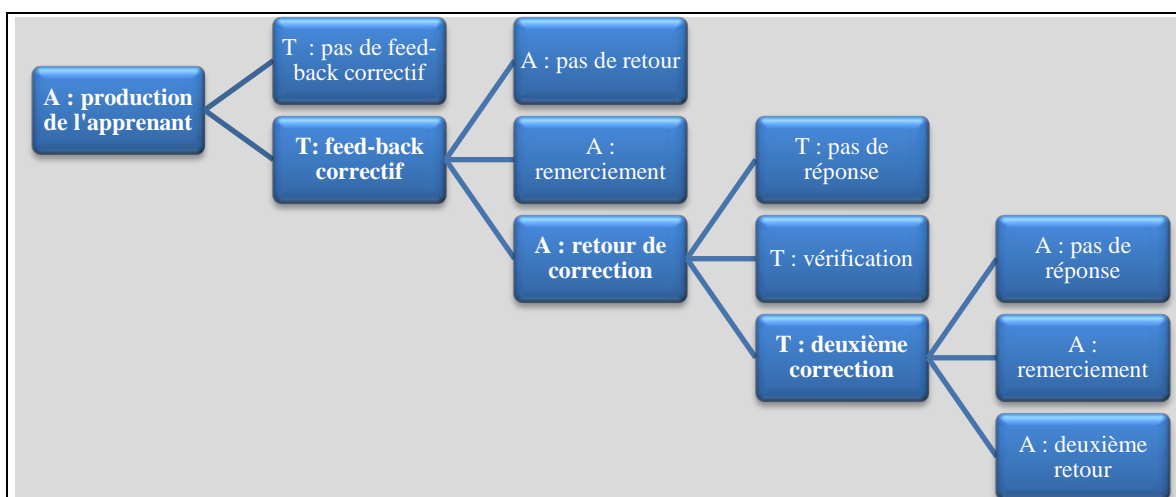 A : production
de l'apprenant
T : pas de feed-
back correctif
T: feed-back
correctif
A : pas de retour
A :
remerciement
A : retour de
correction
T : pas de
réponse
T : vérification
T : deuxième
correction
A : pas de
réponse
A :
remerciement
A : deuxième
retour